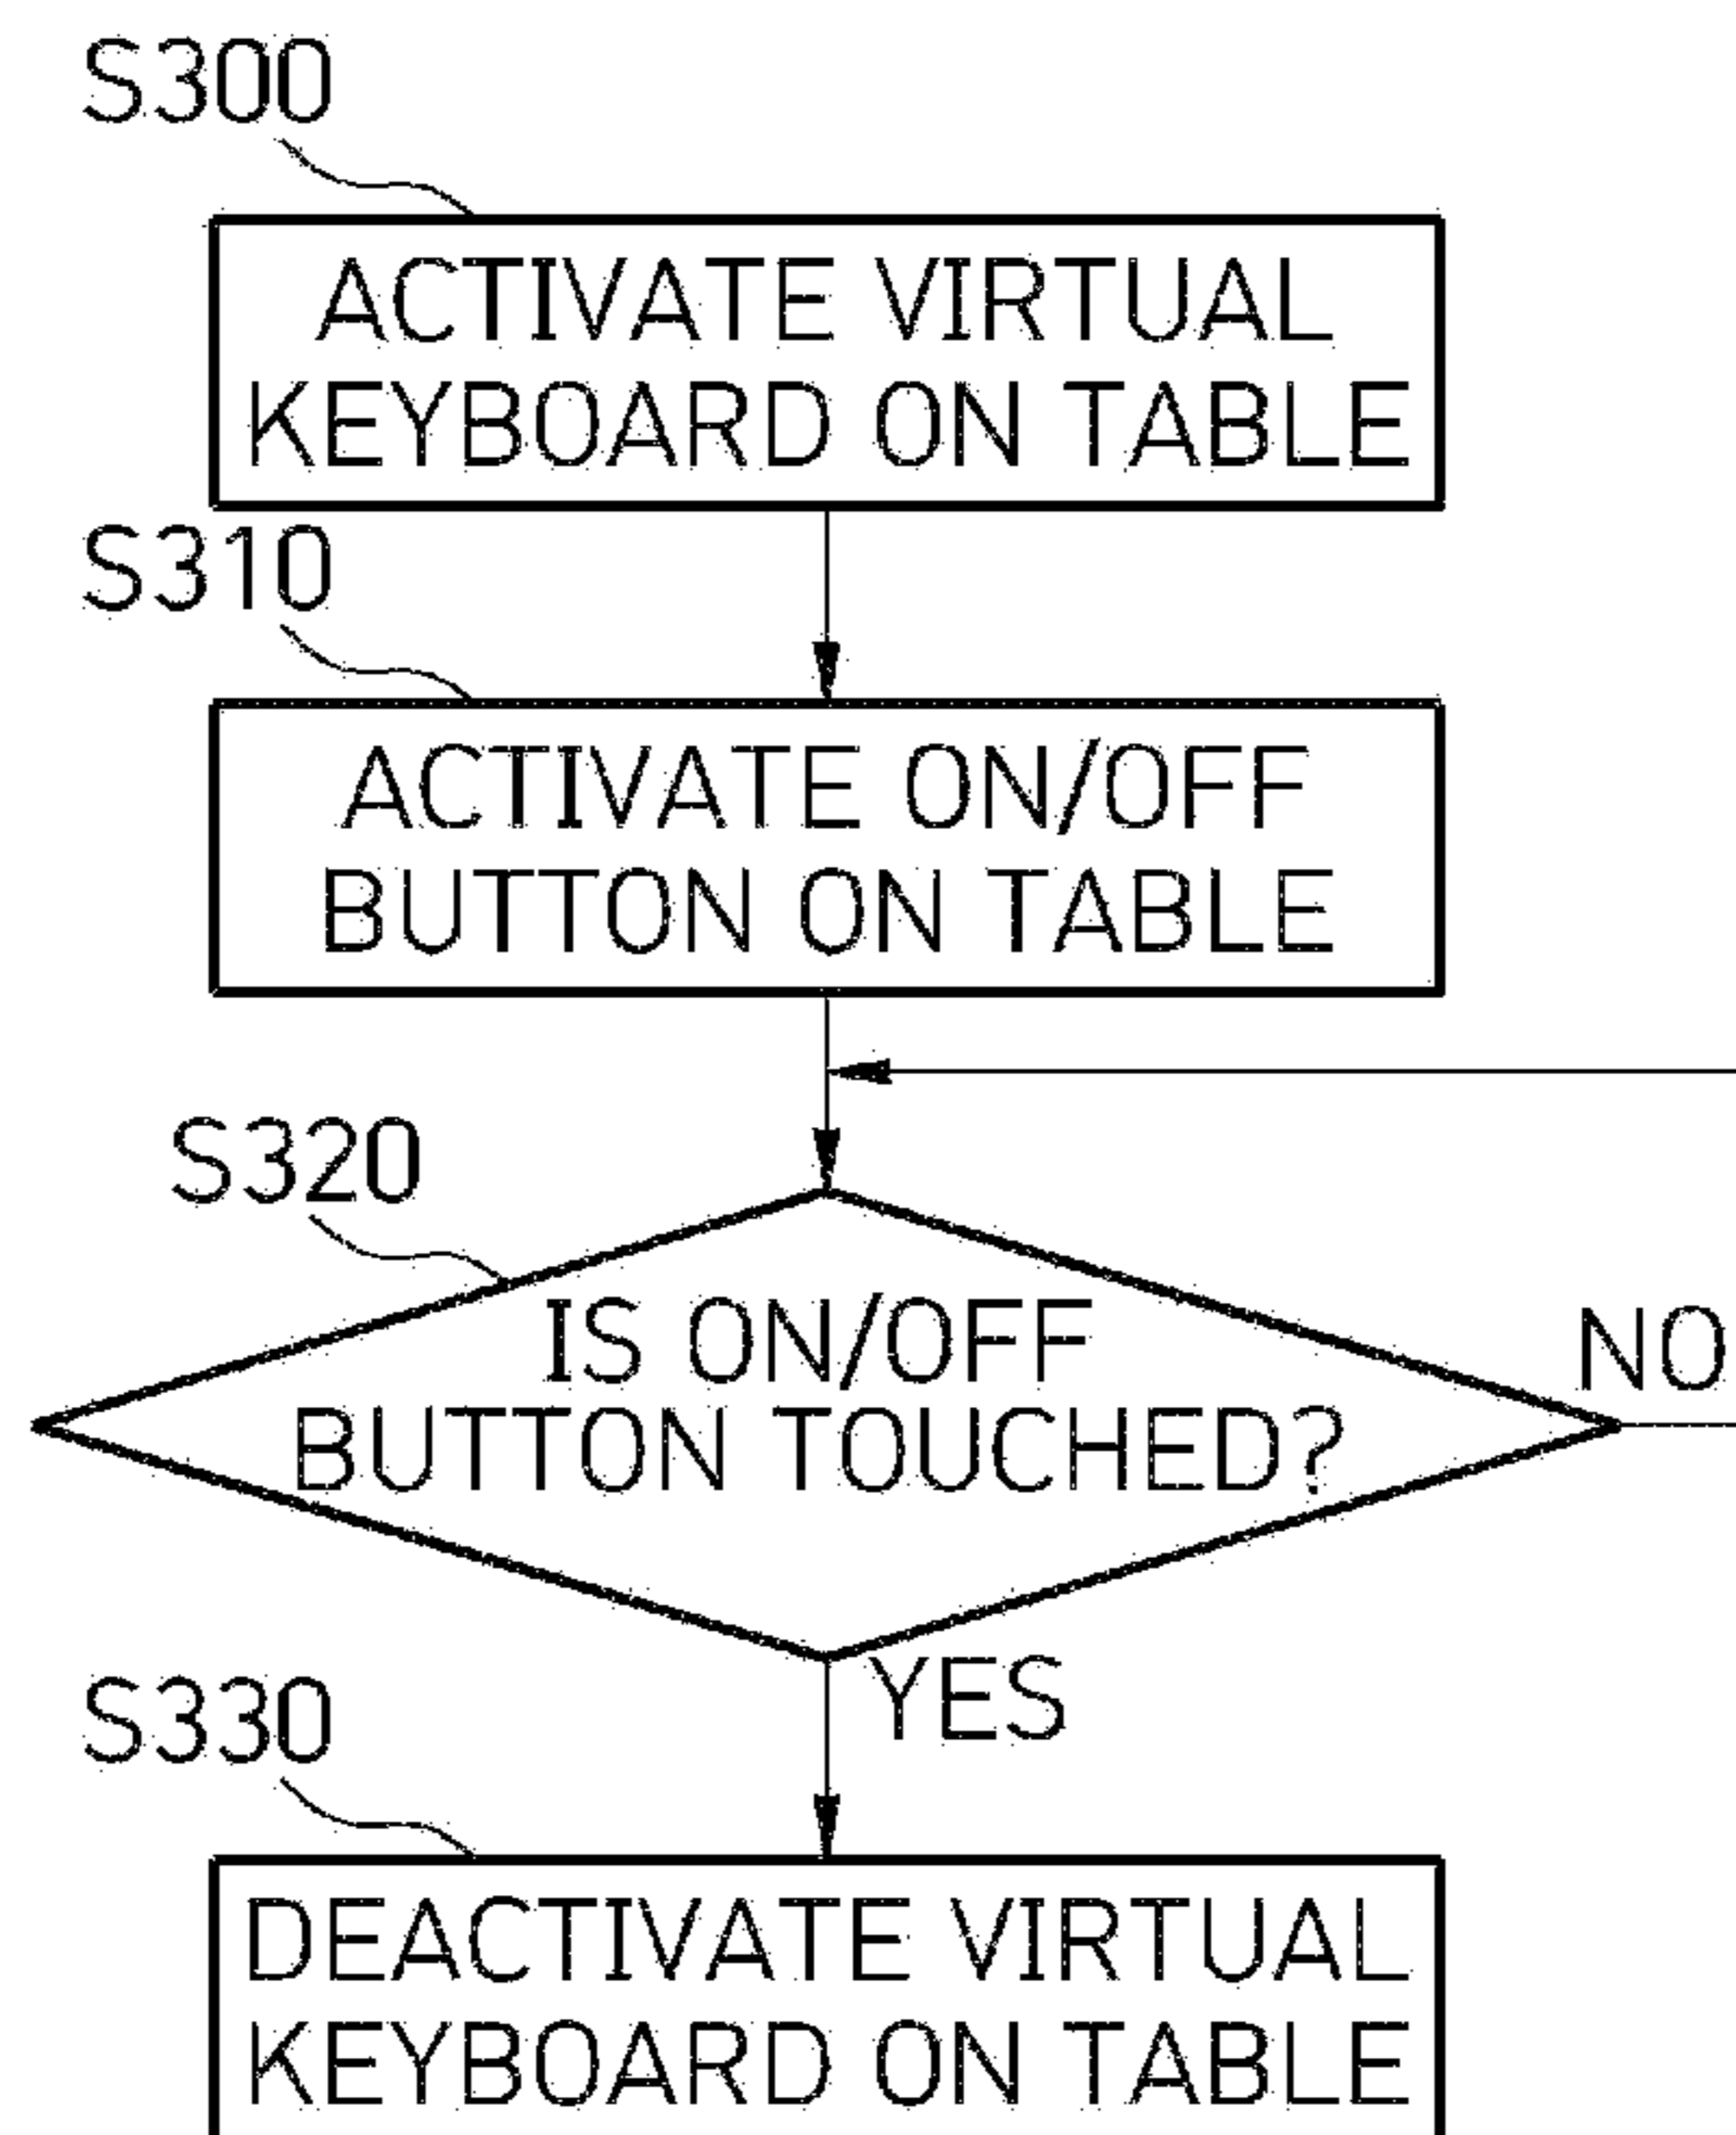 S300
ACTIVATE VIRTUAL
KEYBOARD ON TABLE
S310
ACTIVATE ON/OFF
BUTTON ON TABLE
S320
IS ON/OFF
BUTTON TOUCHED?
NO
YES
S330
DEACTIVATE VIRTUAL
KEYBOARD ON TABLE